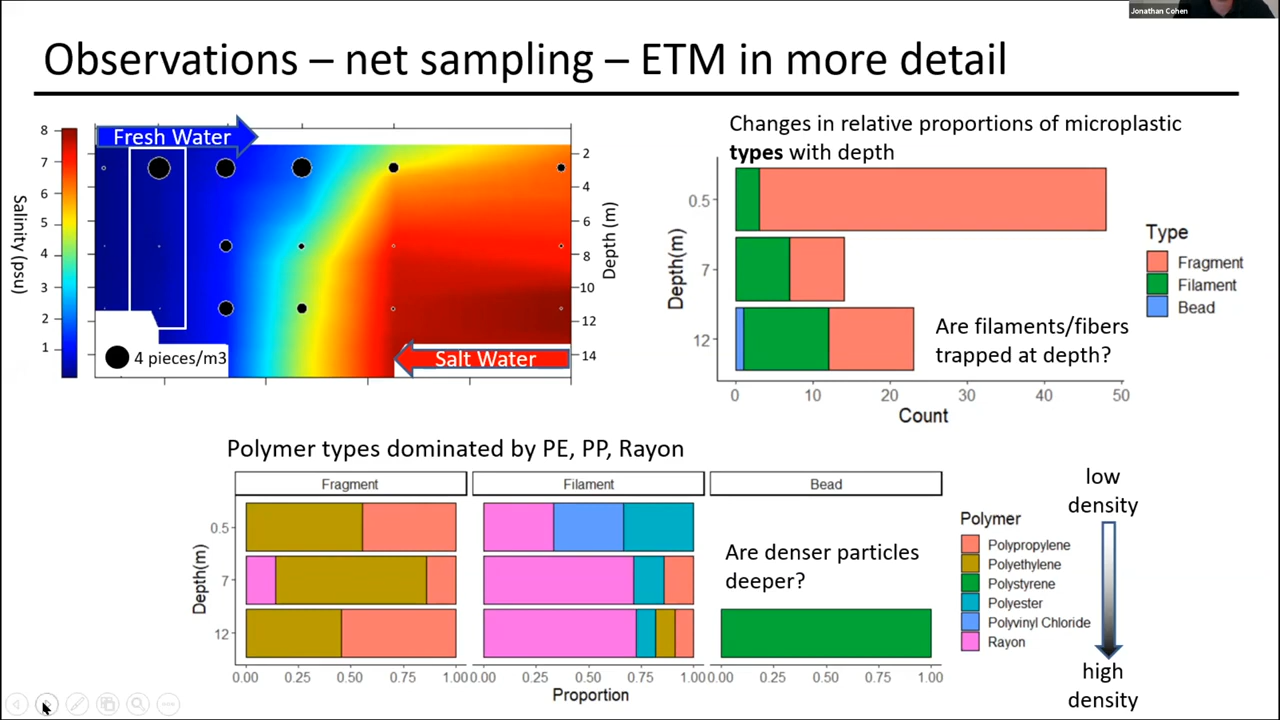 Jonathan Cohen
Observations – net sampling – ETM in more detail
Fresh Water
8
7
6
5
4
3
2
1
Salinity (psu)
2
4
6
8
10
12
14
Depth (m)
4 pieces/m3
Salt Water
Changes in relative proportions of microplastic
types with depth
0.5
7
12
Depth(m)
Are filaments/fibers
trapped at depth?
0 10 20 30 40 50
Count
Type
Fragment
Filament
Bead
Polymer types dominated by PE, PP, Rayon
Fragment Filament Bead
0.5
7
12
Depth(m)
Are denser particles
deeper?
0.00 0.25 0.50 0.75 1.00 0.00 0.25 0.50 0.75 1.00 0.00 0.25 0.50 0.75 1.00
Proportion
Polymer
Polypropylene
Polyethylene
Polystyrene
Polyester
Polyvinyl Chloride
Rayon
low
density
high
density